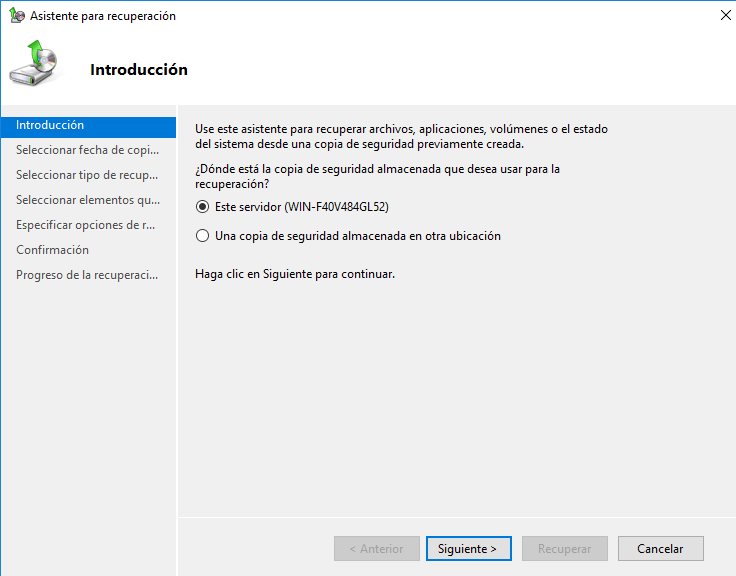 Asistente para recuperación
Introducción
Introducción
Seleccionar fecha de copi...
Seleccionar tipo de recup...
Seleccionar elementos qu...
Especificar opciones de r...
Confirmación
Progreso de la recuperaci...
Use este asistente para recuperar archivos, aplicaciones, volúmenes o el estado
del sistema desde una copia de seguridad previamente creada.
¿Dónde está la copia de seguridad almacenada que desea usar para la
recuperación?
Este servidor (WIN-F40V484GL52)
Una copia de seguridad almacenada en otra ubicación
Haga clic en Siguiente para continuar.
< Anterior
Siguiente >
Recuperar
Cancelar